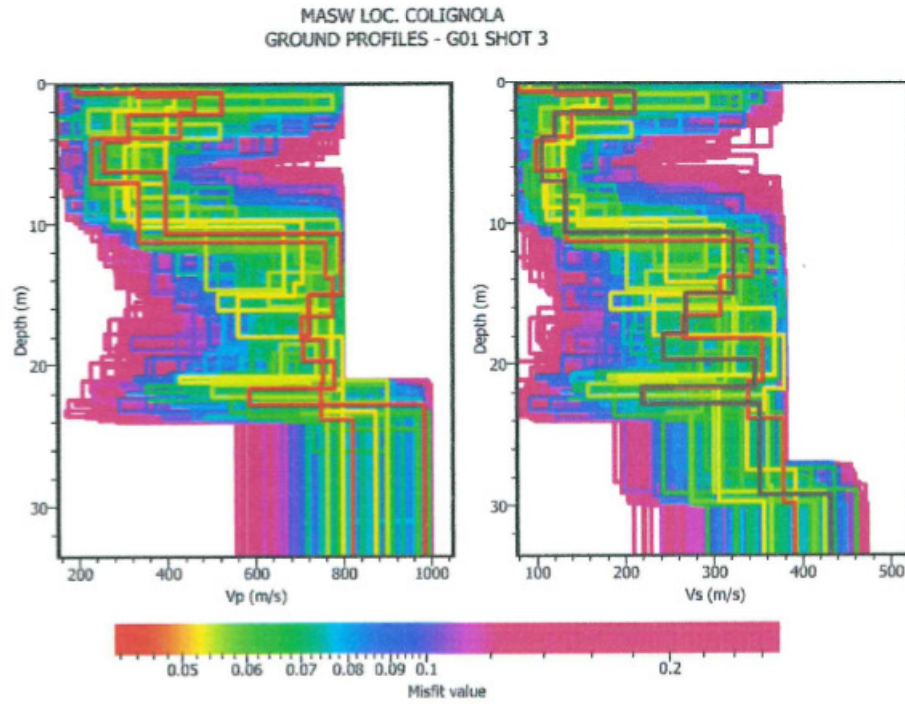 MASW LOC. COLIGNOLA
GROUND PROFILES - G01 SHOT 3
0
10
20
30
Depth (m)
200 400 600 800 1000
Vp (m/s)
0
10
20
30
Depth (m)
100 200 300 400 500
Vs (m/s)
0.05 0.06 0.07 0.08 0.09 0.1 0.2
Misfit value